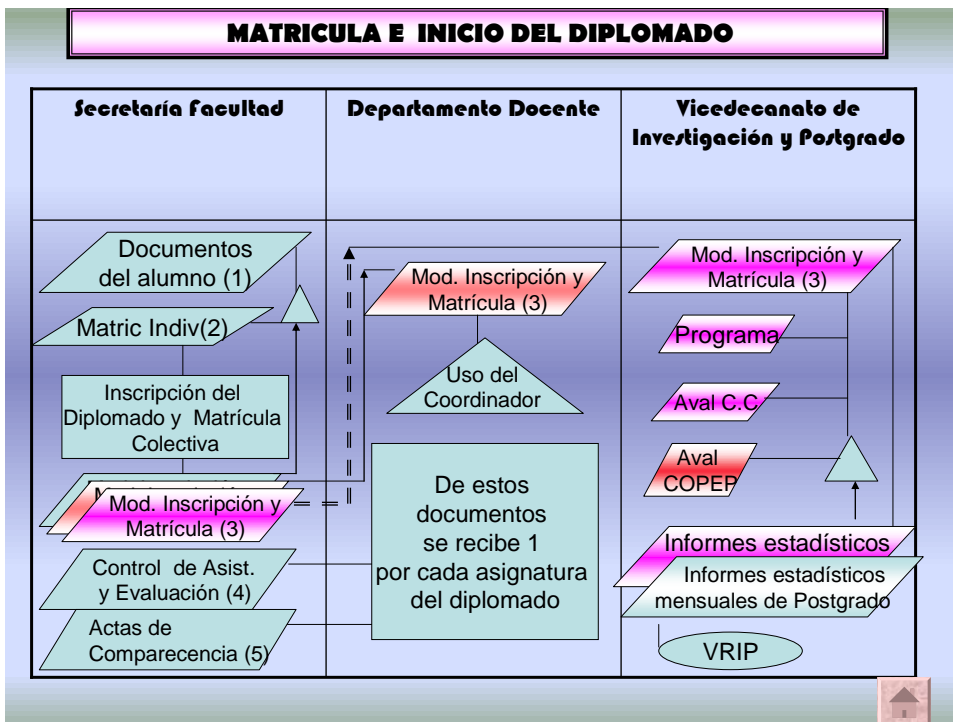 MATRICULA E INICIO DEL DIPLOMADO
Secretaría Facultad
Departamento Docente
Vicedecanato de
Investigación y Postgrado
Documentos
del alumno (1)
Matric Indiv(2)
Inscripción del
Diplomado y Matrícula
Colectiva
Mod. Inscripción y
Matrícula (3)
Control de Asist.
y Evaluación (4)
Actas de
Comparecencia (5)
Mod. Inscripción y
Matrícula (3)
Uso del
Coordinador
De estos
documentos
se recibe 1
por cada asignatura
del diplomado
Mod. Inscripción y
Matrícula (3)
Programa
Aval C.C
Aval
COPEP
Informes estadísticos
Informes estadísticos
mensuales de Postgrado
VRIP